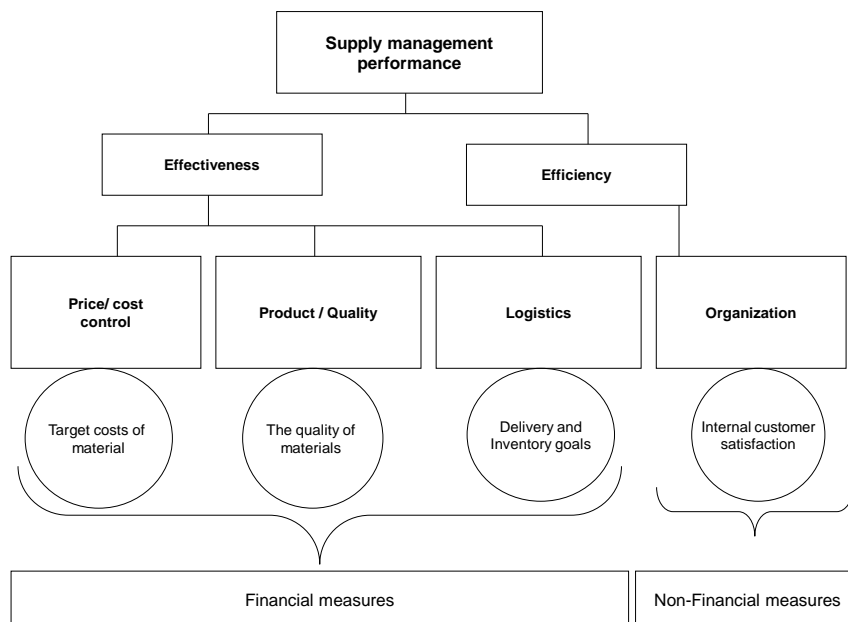 Supply management
performance
Effectiveness
Efficiency
Price/ cost
control
Product / Quality
Logistics
Organization
Target costs of
material
The quality of
materials
Delivery and
Inventory goals
Internal customer
satisfaction
Financial measures
Non-Financial measures